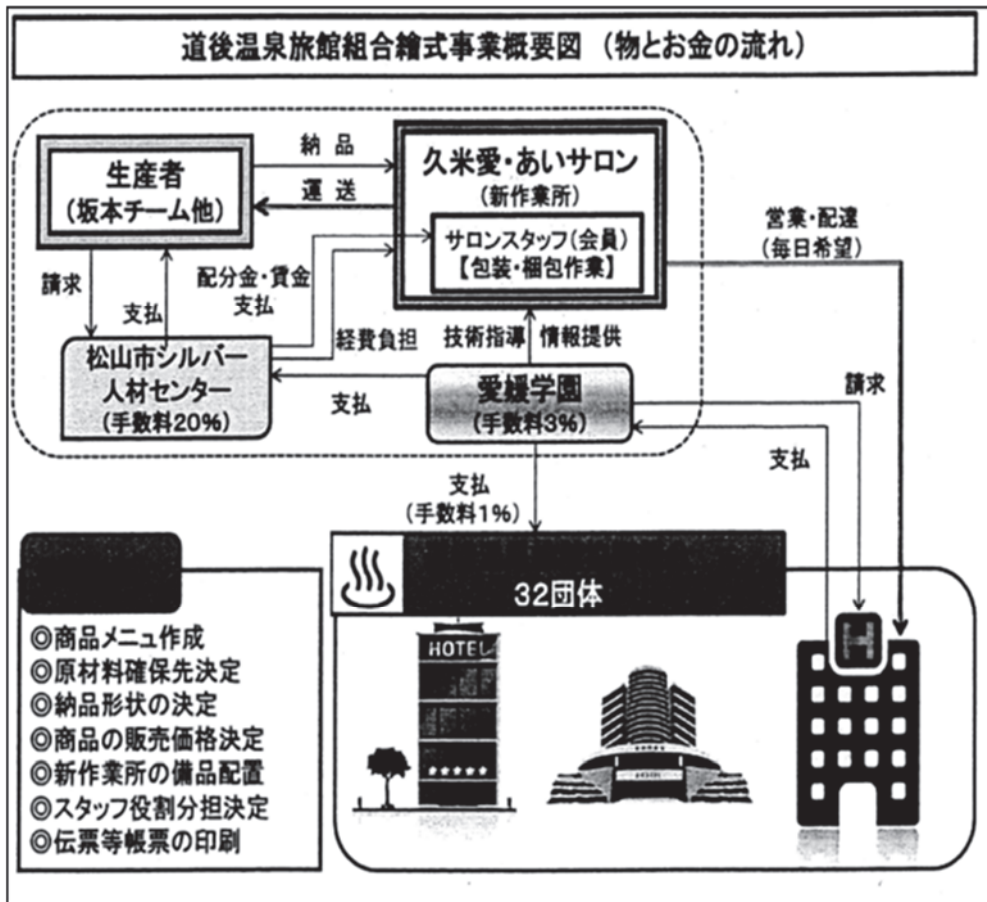 道後温泉旅館組合繪式事業概要図 (物とお金の流れ)
生産者
(坂本チーム他)
納品
運送
久米愛・あいサロン
(新作業所)
サロンスタッフ(会員)
【包装・梱包作業】
営業・配達
(毎日希望)
請求
支払
配分金・賃金
支払
経費負担
技術指導
情報提供
松山市シルバー
人材センター
(手数料20%)
支払
愛媛学園
(手数料3%)
請求
支払
支払
(手数料1%)
32団体
◎商品メニュ作成
◎原材料確保先決定
◎納品形状の決定
◎商品の販売価格決定
◎新作業所の備品配置
◎スタッフ役割分担決定
◎伝票等帳票の印刷
HOTEL
HOTEL
H